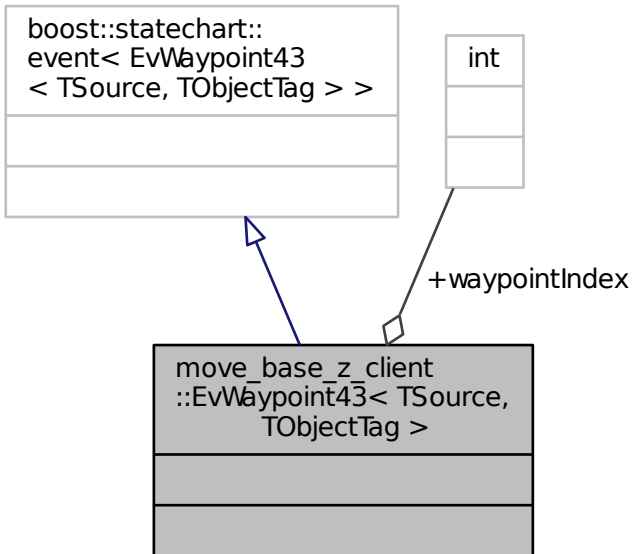 boost::statechart::
event< EvWaypoint43
< TSource, TObjectTag > >
int
+waypointIndex
move_base_z_client
::EvWaypoint43< TSource,
TObjectTag >